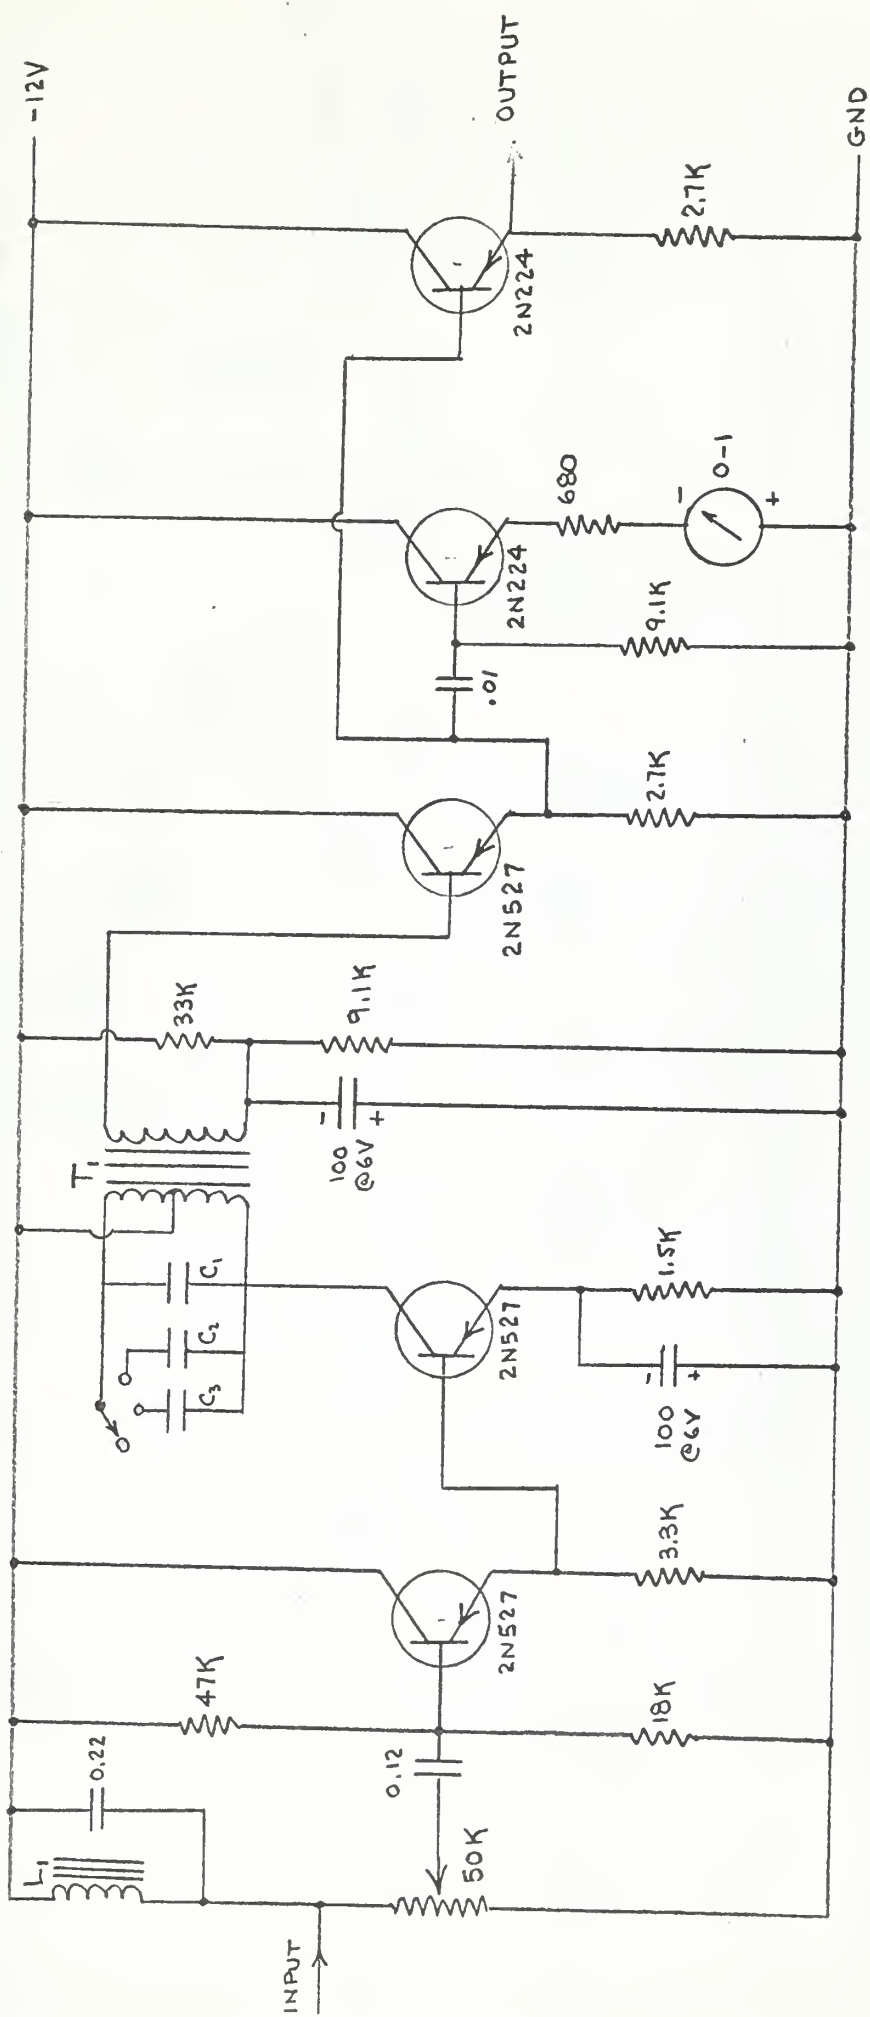 INPUT
L1
0.22
47K
0.12
50K
18K
2N527
3.3K
C3
C2
C1
2N527
100
@6V
-
+
1.5K
T1
100
@6V
-
+
33K
9.1K
2N527
2.7K
.01
9.1K
2N224
680
-
0-1
+
2N224
2.7K
-12V
OUTPUT
GND